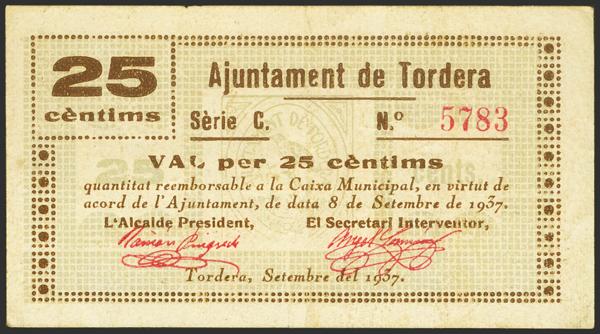 25
cèntims
Ajuntament de Tordera
Sèrie C. N.º 5783
VAL per 25 cèntims
quantitat reemborsable a la Caixa Municipal, en virtut de
acord de l'Ajuntament, de data 8 de Setembre de 1937.
L'Alcalde President, El Secretari Interventor,
Tordera, Setembre del 1937.